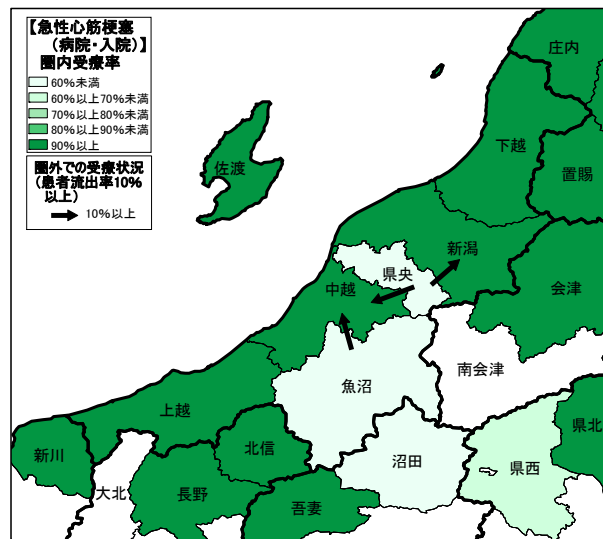 【急性心筋梗塞
（病院・入院）】
圏内受療率
60％未満
60％以上70％未満
70％以上80％未満
80％以上90％未満
90％以上
圏外での受療状況
（患者流出率10％
以上）
10％以上
庄内
下越
佐渡
置賜
新潟
県央
中越
会津
南会津
魚沼
上越
県北
新川
北信
沼田
県西
大北
長野
吾妻